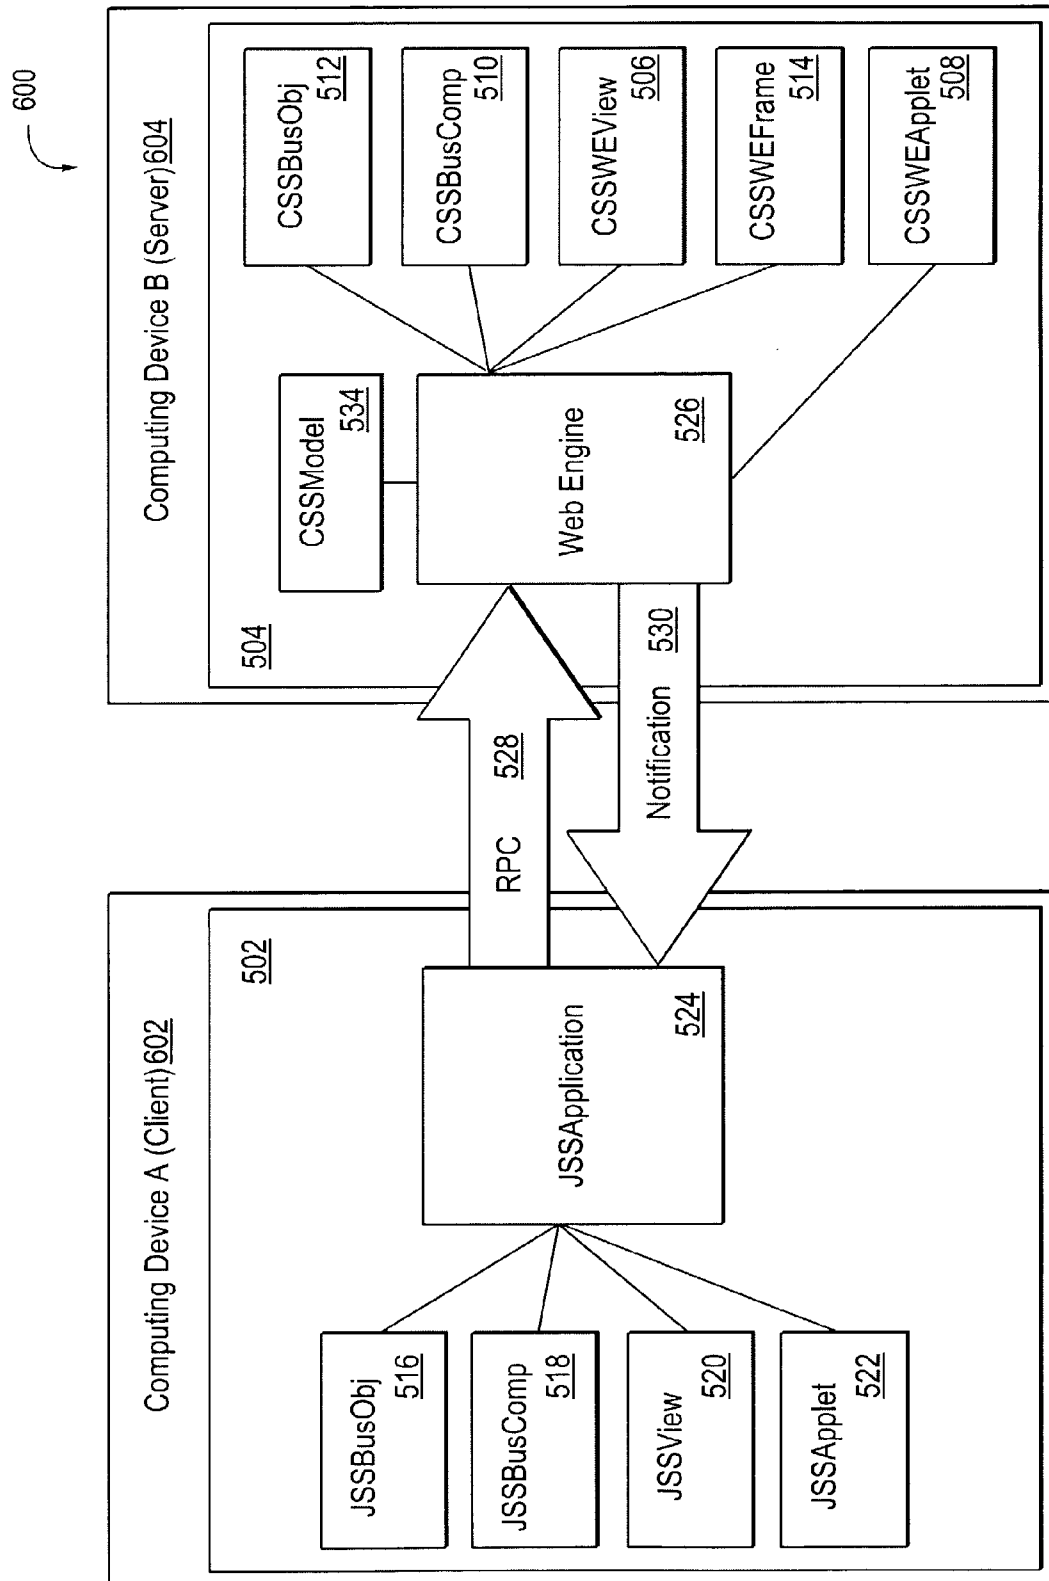 600
Computing Device A (Client) 602
502
JSSBusObj
516
JSSBusComp
518
JSSView
520
JSSApplet
522
JSSApplication
524
RPC 528
Notification 530
Computing Device B (Server) 604
504
CSSModel
534
Web Engine
526
CSSBusObj
512
CSSBusComp
510
CSSWEView
506
CSSWEFrame
514
CSSWEApplet
508